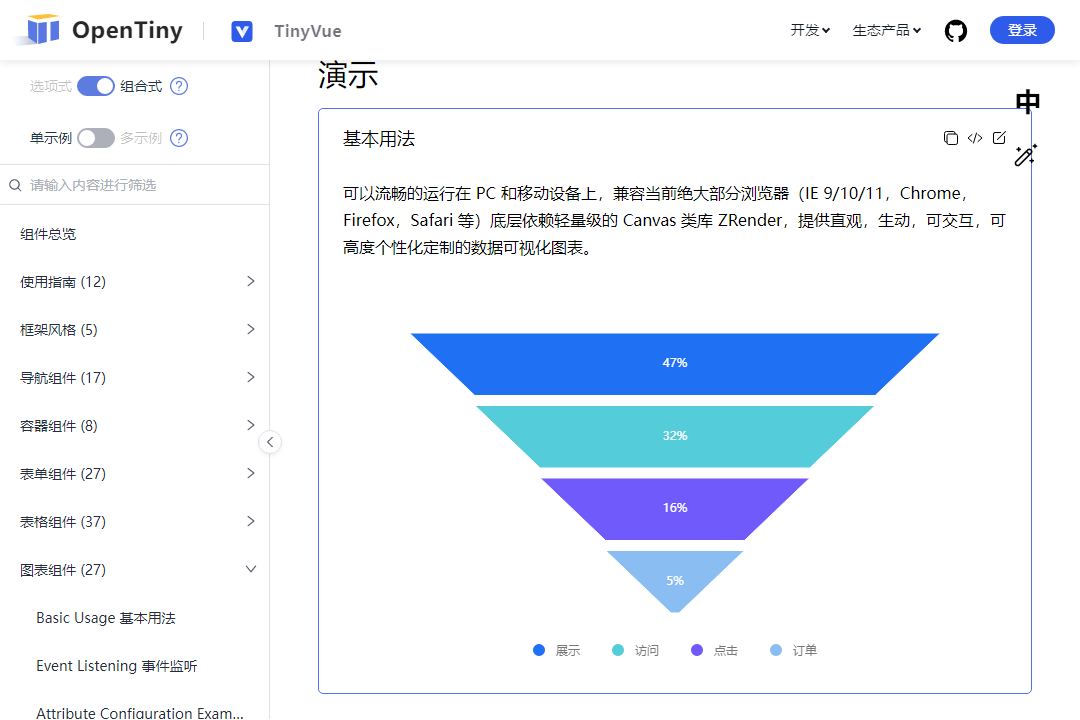 OpenTiny
TinyVue
开发
生态产品
登录
选项式
组合式
单示例
多示例
请输入内容进行筛选
组件总览
使用指南 (12)
框架风格 (5)
导航组件 (17)
容器组件 (8)
表单组件 (27)
表格组件 (37)
图表组件 (27)
Basic Usage 基本用法
Event Listening 事件监听
Attribute Configuration Exam...
演示
中
基本用法
可以流畅的运行在 PC 和移动设备上，兼容当前绝大部分浏览器（IE 9/10/11，Chrome，
Firefox，Safari 等）底层依赖轻量级的 Canvas 类库 ZRender，提供直观，生动，可交互，可
高度个性化定制的数据可视化图表。
47%
32%
16%
5%
展示 访问 点击 订单